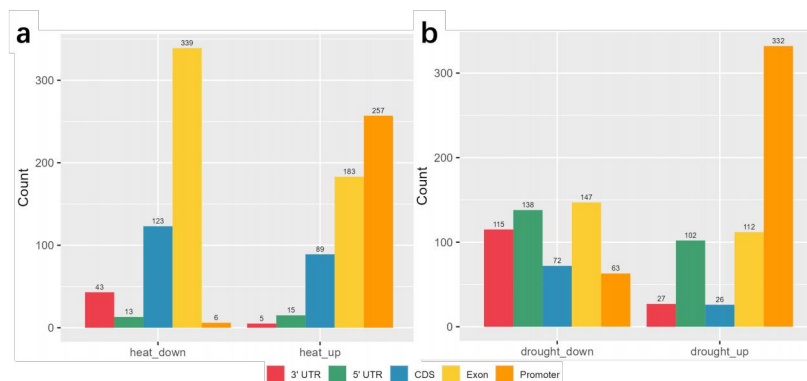 a
b
339
332
300
300
257
Count
Count
200
200
183
147
138
123
115
112
102
100
100
89
72
63
43
27
26
13
15
6
5
0
0
heat_down
heat_up
drought_down
drought_up
3' UTR
5' UTR
CDS
Exon
Promoter